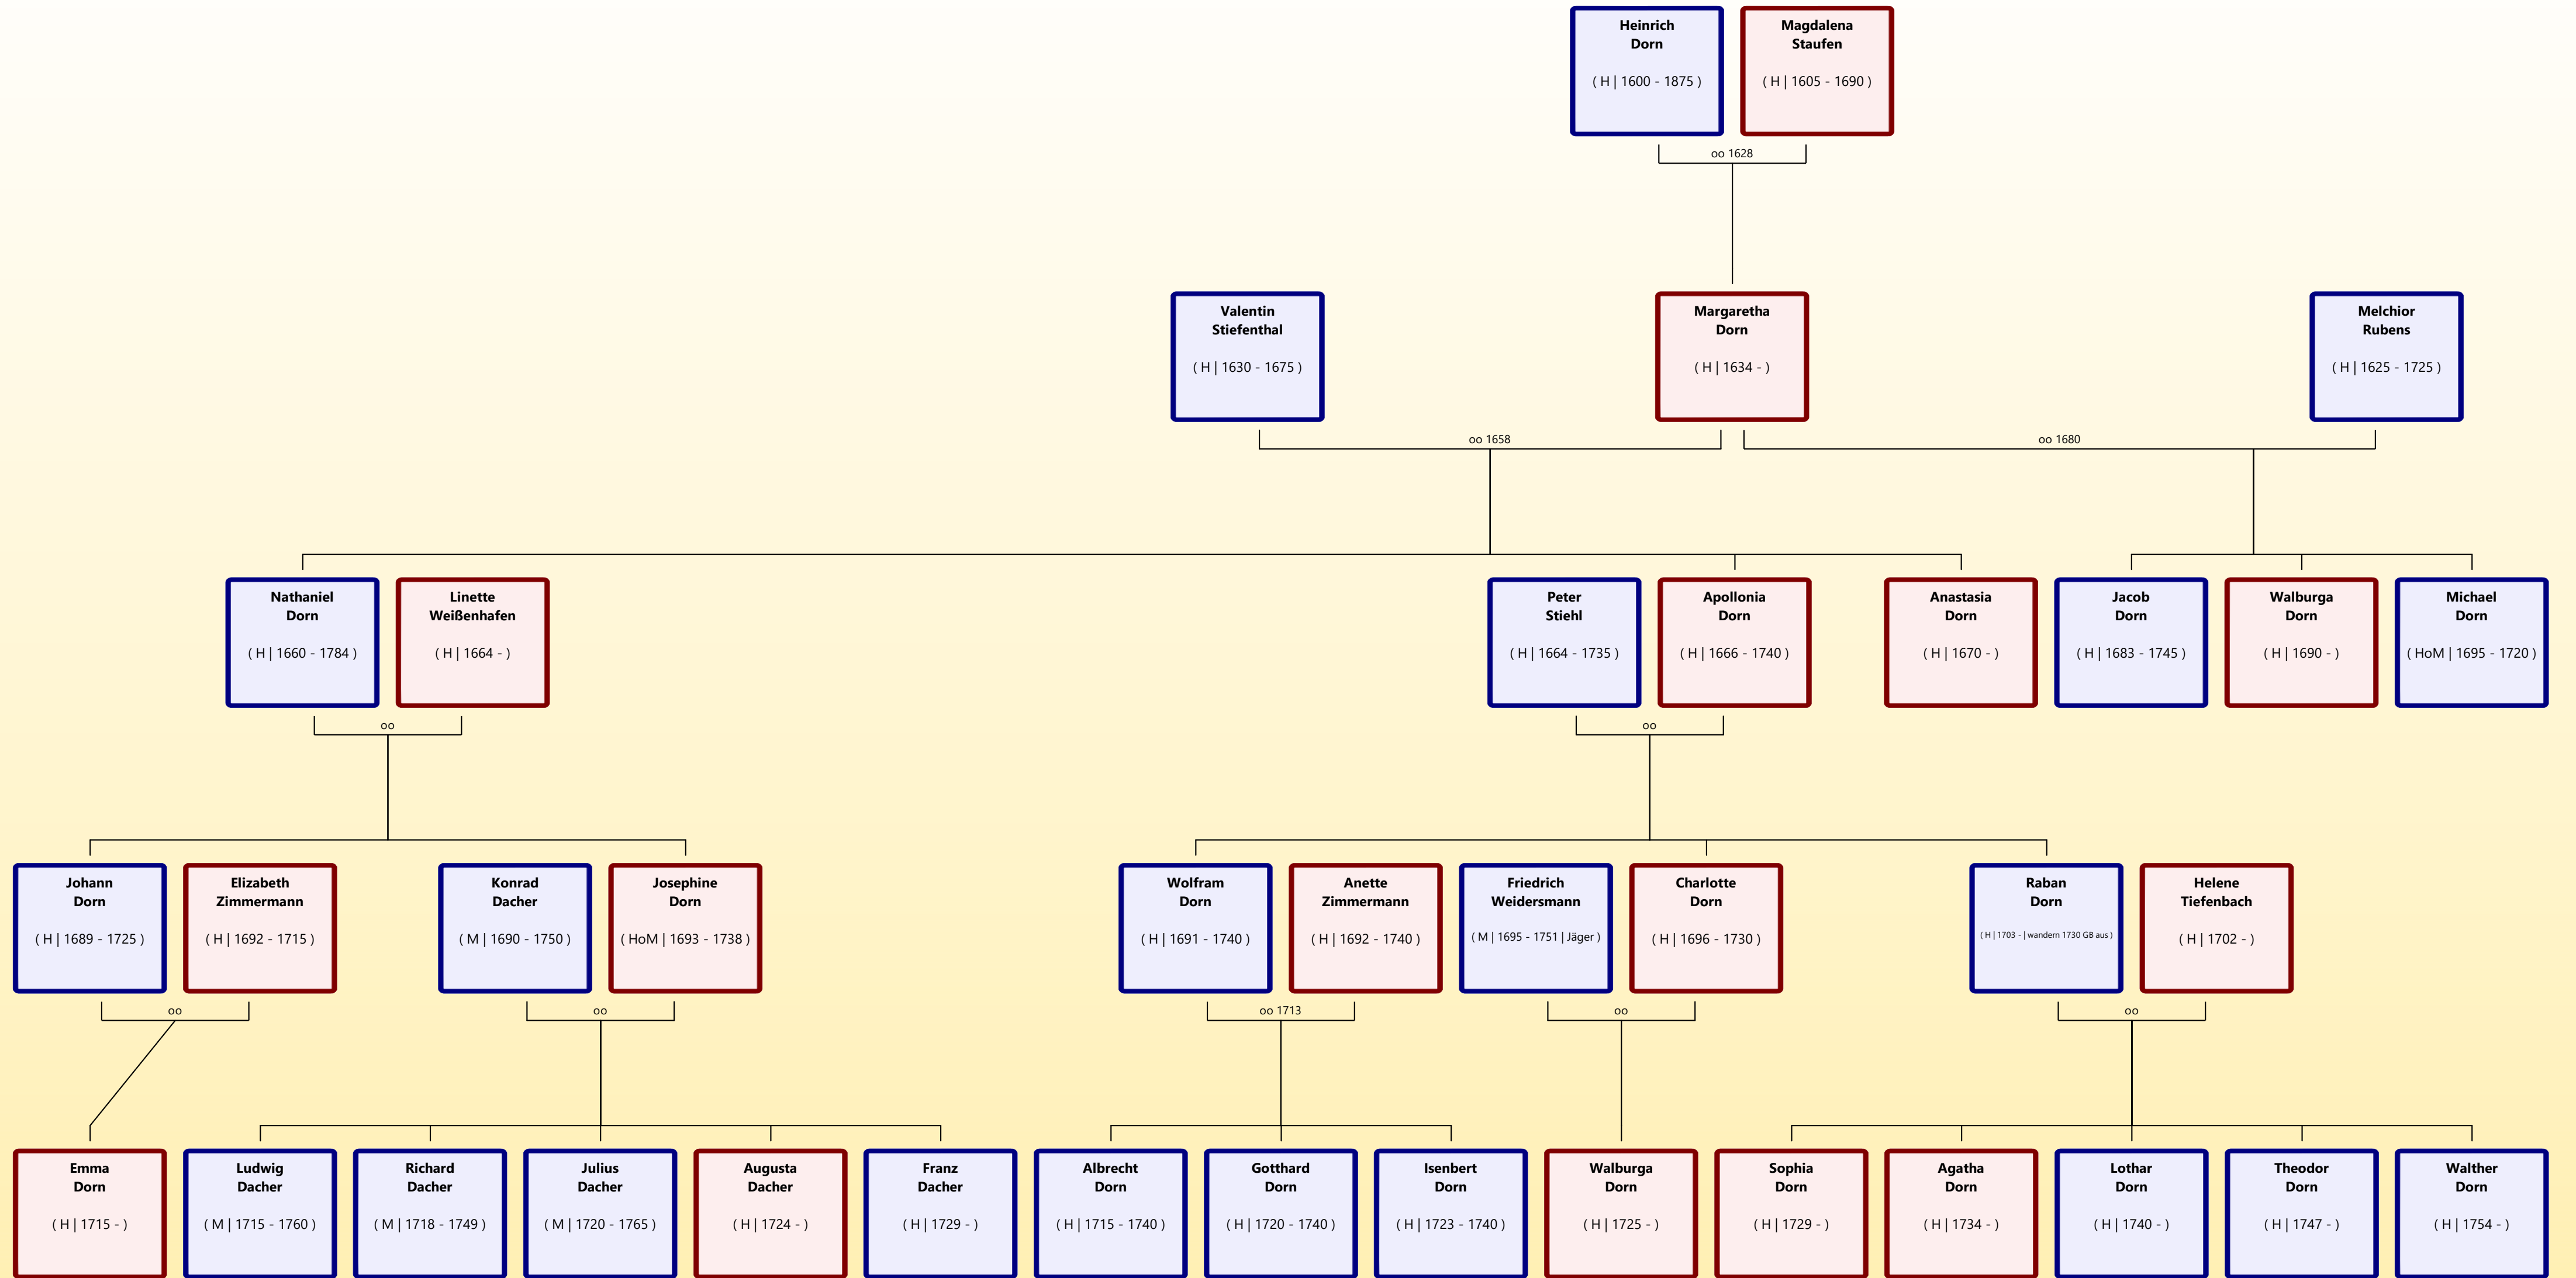 Heinrich
Dorn
( H | 1600 - 1875 )
Magdalena
Staufen
( H | 1605 - 1690 )
oo 1628
Valentin
Stiefenthal
( H | 1630 - 1675 )
Margaretha
Dorn
( H | 1634 - )
Melchior
Rubens
( H | 1625 - 1725 )
oo 1658
oo 1680
Nathaniel
Dorn
( H | 1660 - 1784 )
Linette
Weißenhafen
( H | 1664 - )
Peter
Stiehl
( H | 1664 - 1735 )
Apollonia
Dorn
( H | 1666 - 1740 )
Anastasia
Dorn
( H | 1670 - )
Jacob
Dorn
( H | 1683 - 1745 )
Walburga
Dorn
( H | 1690 - )
Michael
Dorn
( HoM | 1695 - 1720 )
oo
oo
Johann
Dorn
( H | 1689 - 1725 )
Elizabeth
Zimmermann
( H | 1692 - 1715 )
Konrad
Dacher
( M | 1690 - 1750 )
Josephine
Dorn
( HoM | 1693 - 1738 )
Wolfram
Dorn
( H | 1691 - 1740 )
Anette
Zimmermann
( H | 1692 - 1740 )
Friedrich
Weidersmann
( M | 1695 - 1751 | Jäger )
Charlotte
Dorn
( H | 1696 - 1730 )
Raban
Dorn
( H | 1703 - | wandern 1730 GB aus )
Helene
Tiefenbach
( H | 1702 - )
oo
oo
oo 1713
oo
oo
Emma
Dorn
( H | 1715 - )
Ludwig
Dacher
( M | 1715 - 1760 )
Richard
Dacher
( M | 1718 - 1749 )
Julius
Dacher
( M | 1720 - 1765 )
Augusta
Dacher
( H | 1724 - )
Franz
Dacher
( H | 1729 - )
Albrecht
Dorn
( H | 1715 - 1740 )
Gotthard
Dorn
( H | 1720 - 1740 )
Isenbert
Dorn
( H | 1723 - 1740 )
Walburga
Dorn
( H | 1725 - )
Sophia
Dorn
( H | 1729 - )
Agatha
Dorn
( H | 1734 - )
Lothar
Dorn
( H | 1740 - )
Theodor
Dorn
( H | 1747 - )
Walther
Dorn
( H | 1754 - )